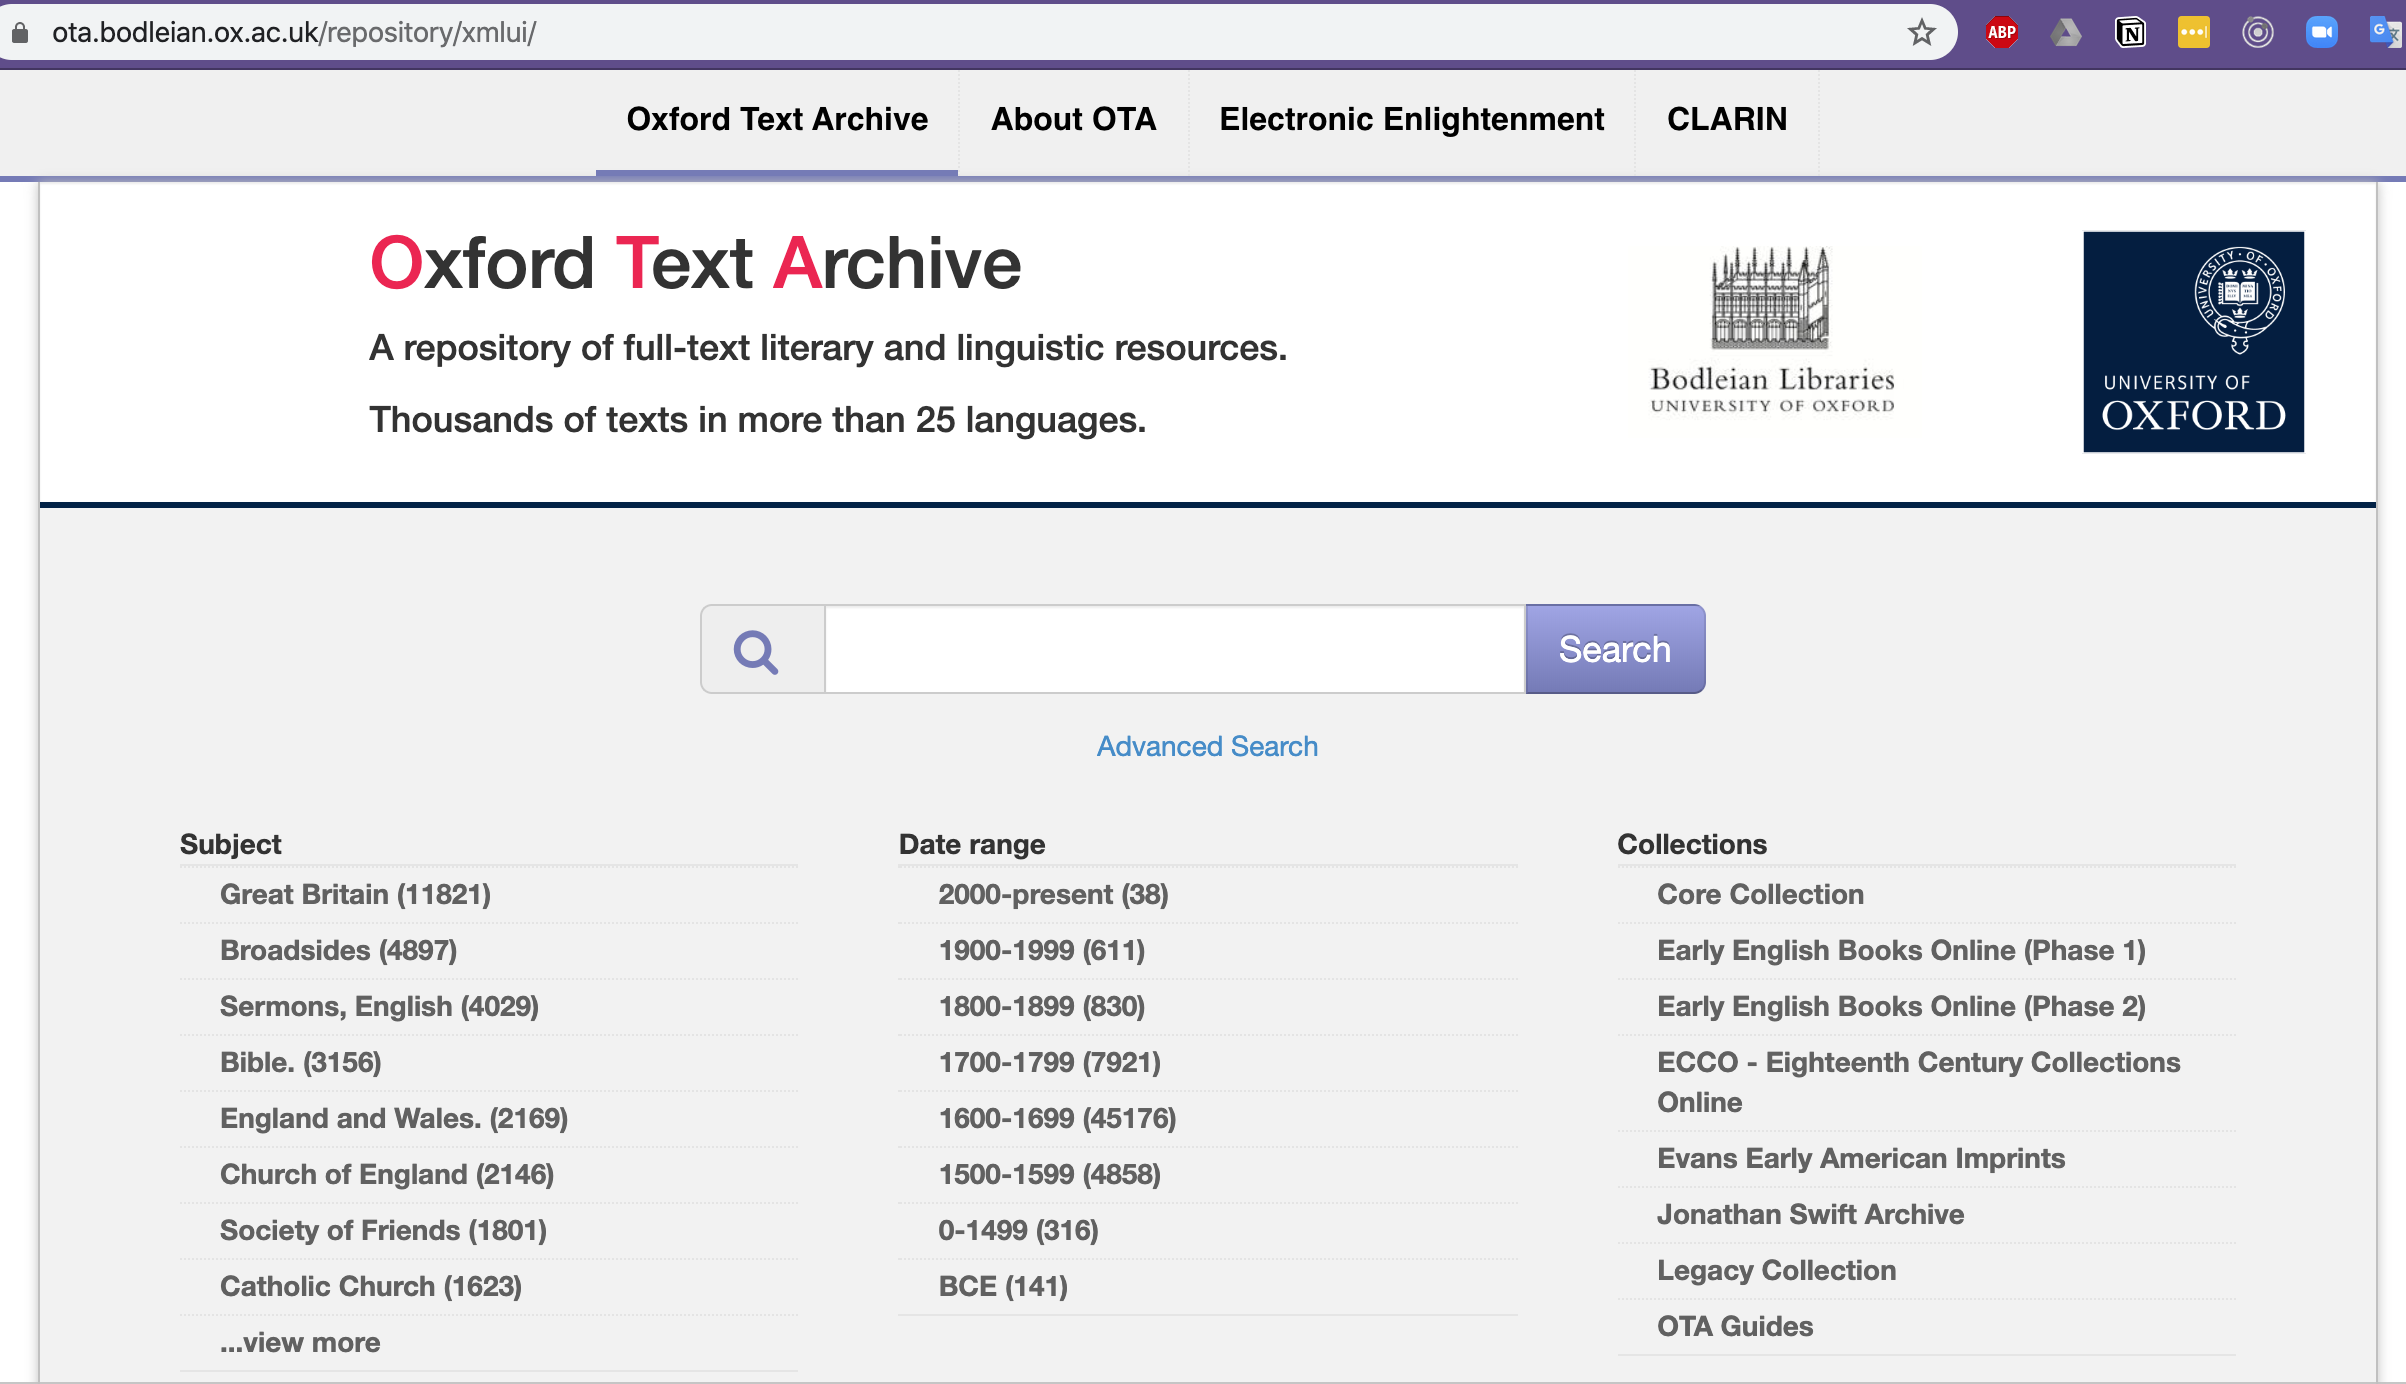 ota.bodleian.ox.ac.uk/repository/xmlui/
ABP
Oxford Text Archive
About OTA
Electronic Enlightenment
CLARIN
Oxford Text Archive
A repository of full-text literary and linguistic resources.
Thousands of texts in more than 25 languages.
Bodleian Libraries
UNIVERSITY OF OXFORD
UNIVERSITY · OF · OXFORD
UNIVERSITY OF
OXFORD
Search
Advanced Search
Subject
Great Britain (11821)
Broadsides (4897)
Sermons, English (4029)
Bible. (3156)
England and Wales. (2169)
Church of England (2146)
Society of Friends (1801)
Catholic Church (1623)
...view more
Date range
2000-present (38)
1900-1999 (611)
1800-1899 (830)
1700-1799 (7921)
1600-1699 (45176)
1500-1599 (4858)
0-1499 (316)
BCE (141)
Collections
Core Collection
Early English Books Online (Phase 1)
Early English Books Online (Phase 2)
ECCO - Eighteenth Century Collections
Online
Evans Early American Imprints
Jonathan Swift Archive
Legacy Collection
OTA Guides